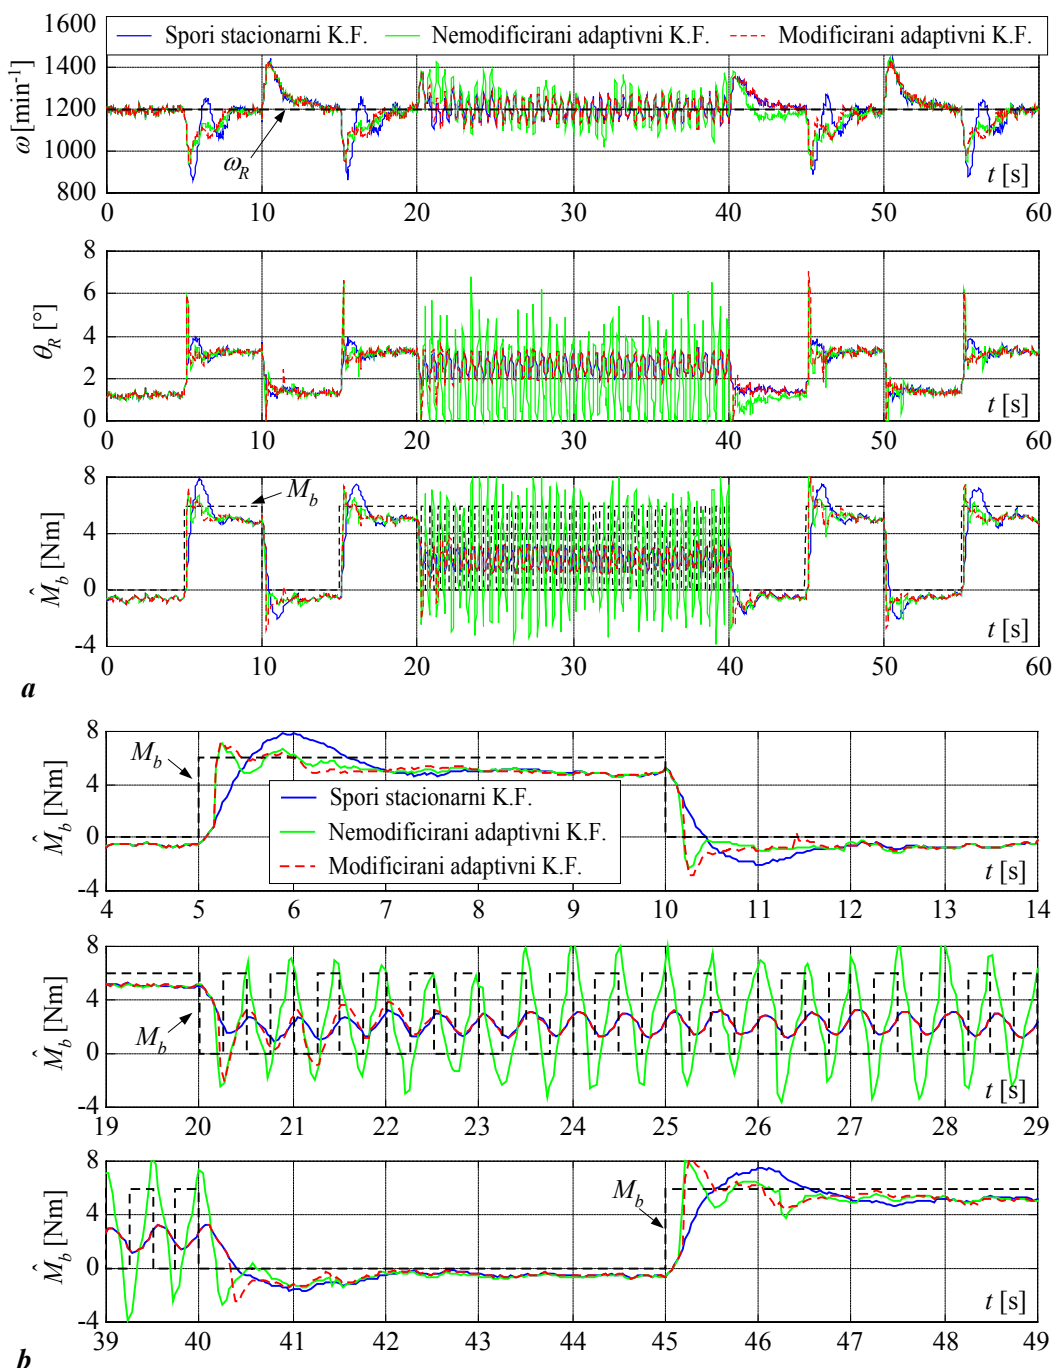 1600
Spori stacionarni K.F.
Nemodificirani adaptivni K.F.
Modificirani adaptivni K.F.
1400
1200
1000
800
ω [min⁻¹]
ω_R
t [s]
0 10 20 30 40 50 60
8
6
4
2
0
θ_R [°]
t [s]
0 10 20 30 40 50 60
8
4
0
-4
M̂_b [Nm]
M_b
t [s]
0 10 20 30 40 50 60
a
8
4
0
-4
M̂_b [Nm]
M_b
Spori stacionarni K.F.
Nemodificirani adaptivni K.F.
Modificirani adaptivni K.F.
t [s]
4 5 6 7 8 9 10 11 12 13 14
8
4
0
-4
M̂_b [Nm]
M_b
t [s]
19 20 21 22 23 24 25 26 27 28 29
8
4
0
-4
M̂_b [Nm]
M_b
t [s]
39 40 41 42 43 44 45 46 47 48 49
b